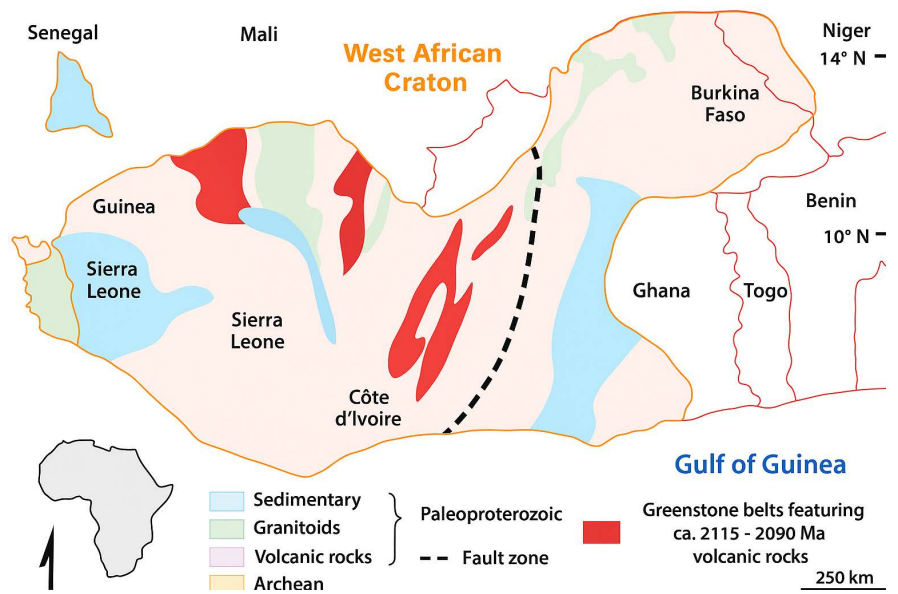 Senegal
Mali
Niger
West African
Craton
14° N
Burkina
Faso
Guinea
Benin
10° N
Sierra
Leone
Ghana
Togo
Sierra
Leone
Côte
d'Ivoire
Gulf of Guinea
Sedimentary
Granitoids
Volcanic rocks
Archean
Paleoproterozoic
Fault zone
Greenstone belts featuring
ca. 2115 - 2090 Ma
volcanic rocks
250 km